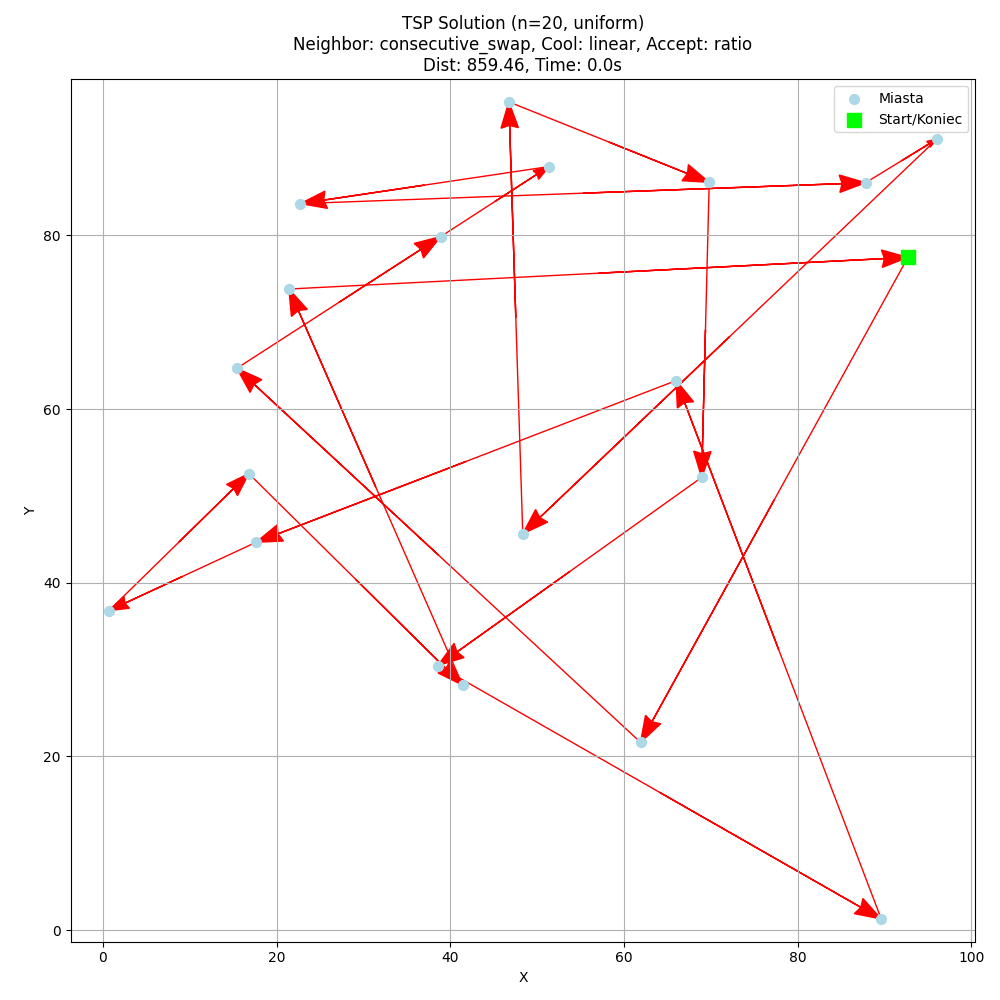 TSP Solution (n=20, uniform)
Neighbor: consecutive_swap, Cool: linear, Accept: ratio
Dist: 859.46, Time: 0.0s
Miasta
Start/Koniec
80
60
40
20
0
Y
0 20 40 60 80 100
X